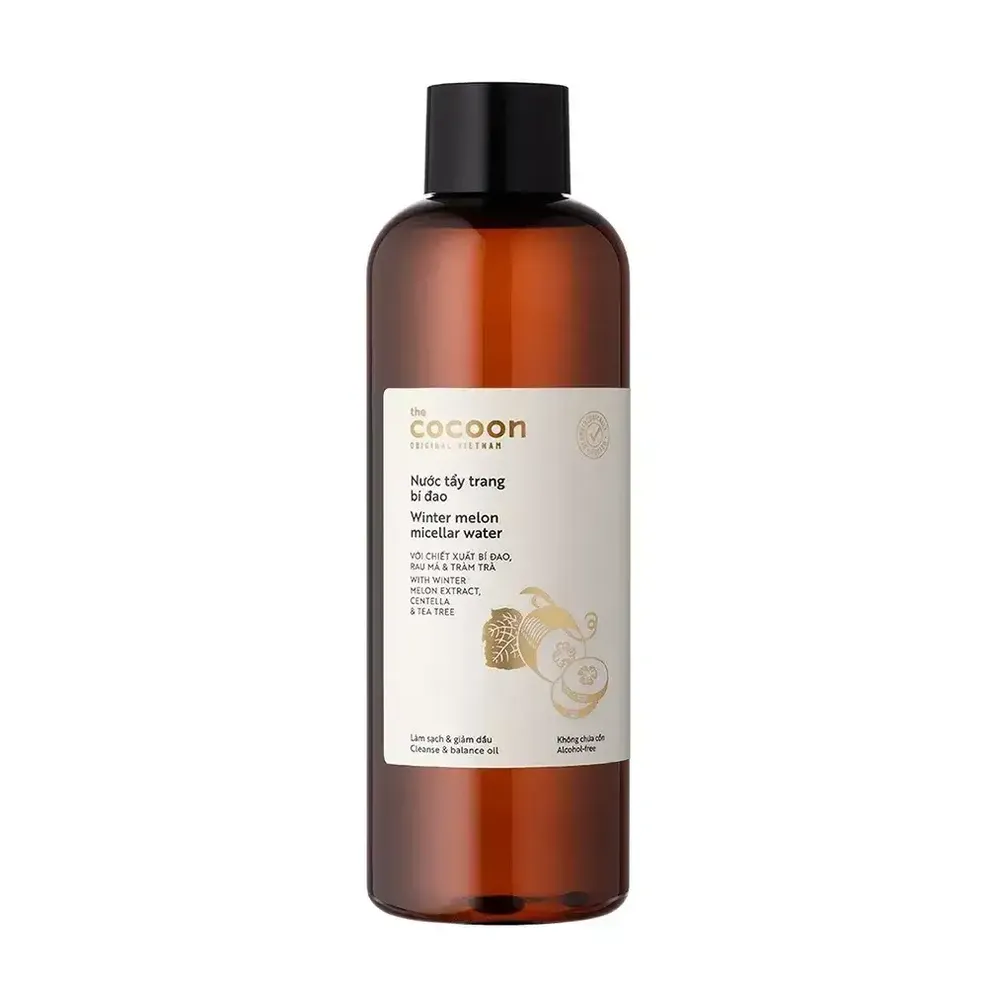 the
cocoon
ORIGINAL VIETNAM
Nước tẩy trang
bí đao
Winter melon
micellar water
VỚI CHIẾT XUẤT BÍ ĐAO,
RAU MÁ & TRÀM TRÀ
WITH WINTER
MELON EXTRACT,
CENTELLA
& TEA TREE
Làm sạch & giảm dầu
Cleanse & balance oil
Không chứa cồn
Alcohol-free